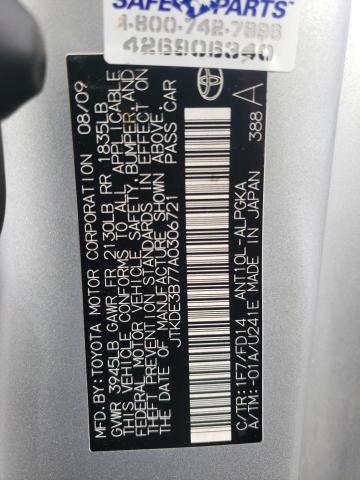 SAFE PARTS
1-800-742-7896
426906340
MFD.BY:TOYOTA MOTOR CORPORATION 08/09
GVWR 3945LB GAWR FR 2130LB RR 1835LB
THIS VEHICLE CONFORMS TO ALL APPLICABLE
FEDERAL MOTOR VEHICLE SAFETY, BUMPER, AND
THEFT PREVENTION STANDARDS IN EFFECT ON
THE DATE OF MANUFACTURE SHOWN ABOVE.
JTKDE3B77A0306721 PASS. CAR
TOYOTA
A
C/TR:1F7/FD14 ANT10L-ALPGKA
A/TM:-01A/U241E MADE IN JAPAN 388